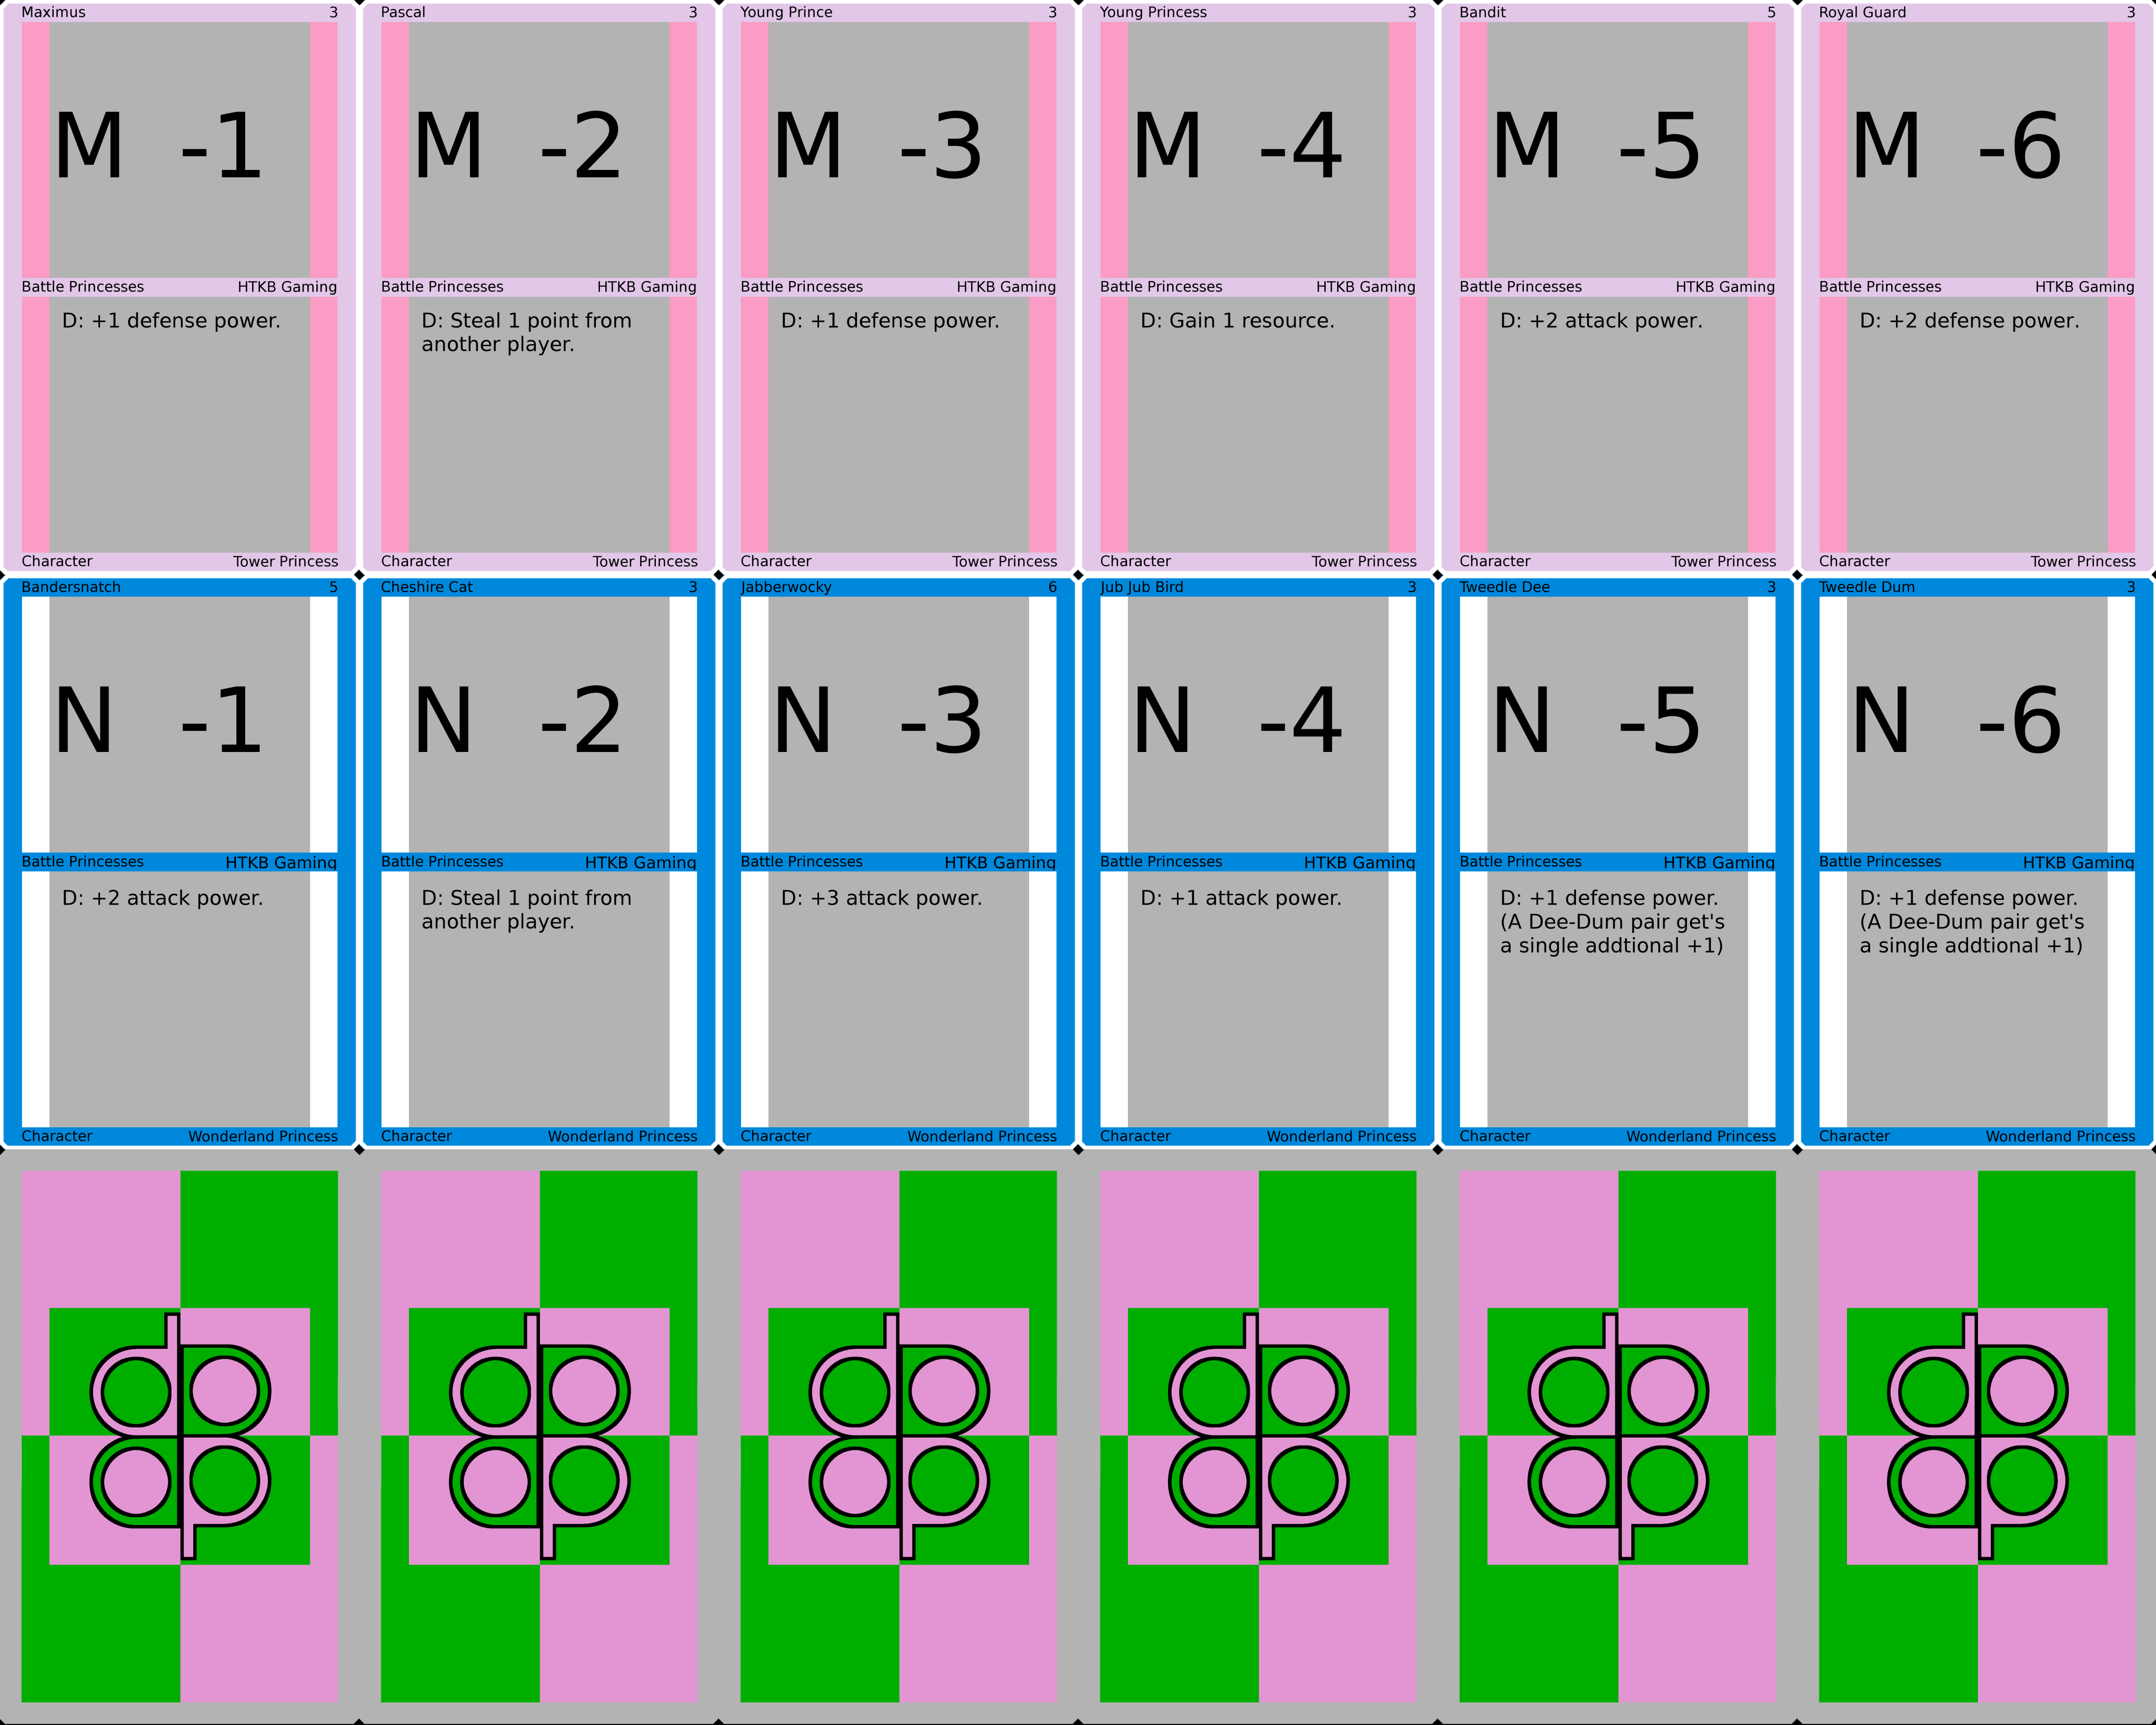 Maximus 3
M -1
Battle Princesses HTKB Gaming
D: +1 defense power.
Character Tower Princess
Pascal 3
M -2
Battle Princesses HTKB Gaming
D: Steal 1 point from
another player.
Character Tower Princess
Young Prince 3
M -3
Battle Princesses HTKB Gaming
D: +1 defense power.
Character Tower Princess
Young Princess 3
M -4
Battle Princesses HTKB Gaming
D: Gain 1 resource.
Character Tower Princess
Bandit 5
M -5
Battle Princesses HTKB Gaming
D: +2 attack power.
Character Tower Princess
Royal Guard 3
M -6
Battle Princesses HTKB Gaming
D: +2 defense power.
Character Tower Princess
Bandersnatch 5
N -1
Battle Princesses HTKB Gaming
D: +2 attack power.
Character Wonderland Princess
Cheshire Cat 3
N -2
Battle Princesses HTKB Gaming
D: Steal 1 point from
another player.
Character Wonderland Princess
Jabberwocky 6
N -3
Battle Princesses HTKB Gaming
D: +3 attack power.
Character Wonderland Princess
Jub Jub Bird 3
N -4
Battle Princesses HTKB Gaming
D: +1 attack power.
Character Wonderland Princess
Tweedle Dee 3
N -5
Battle Princesses HTKB Gaming
D: +1 defense power.
(A Dee-Dum pair get's
a single addtional +1)
Character Wonderland Princess
Tweedle Dum 3
N -6
Battle Princesses HTKB Gaming
D: +1 defense power.
(A Dee-Dum pair get's
a single addtional +1)
Character Wonderland Princess